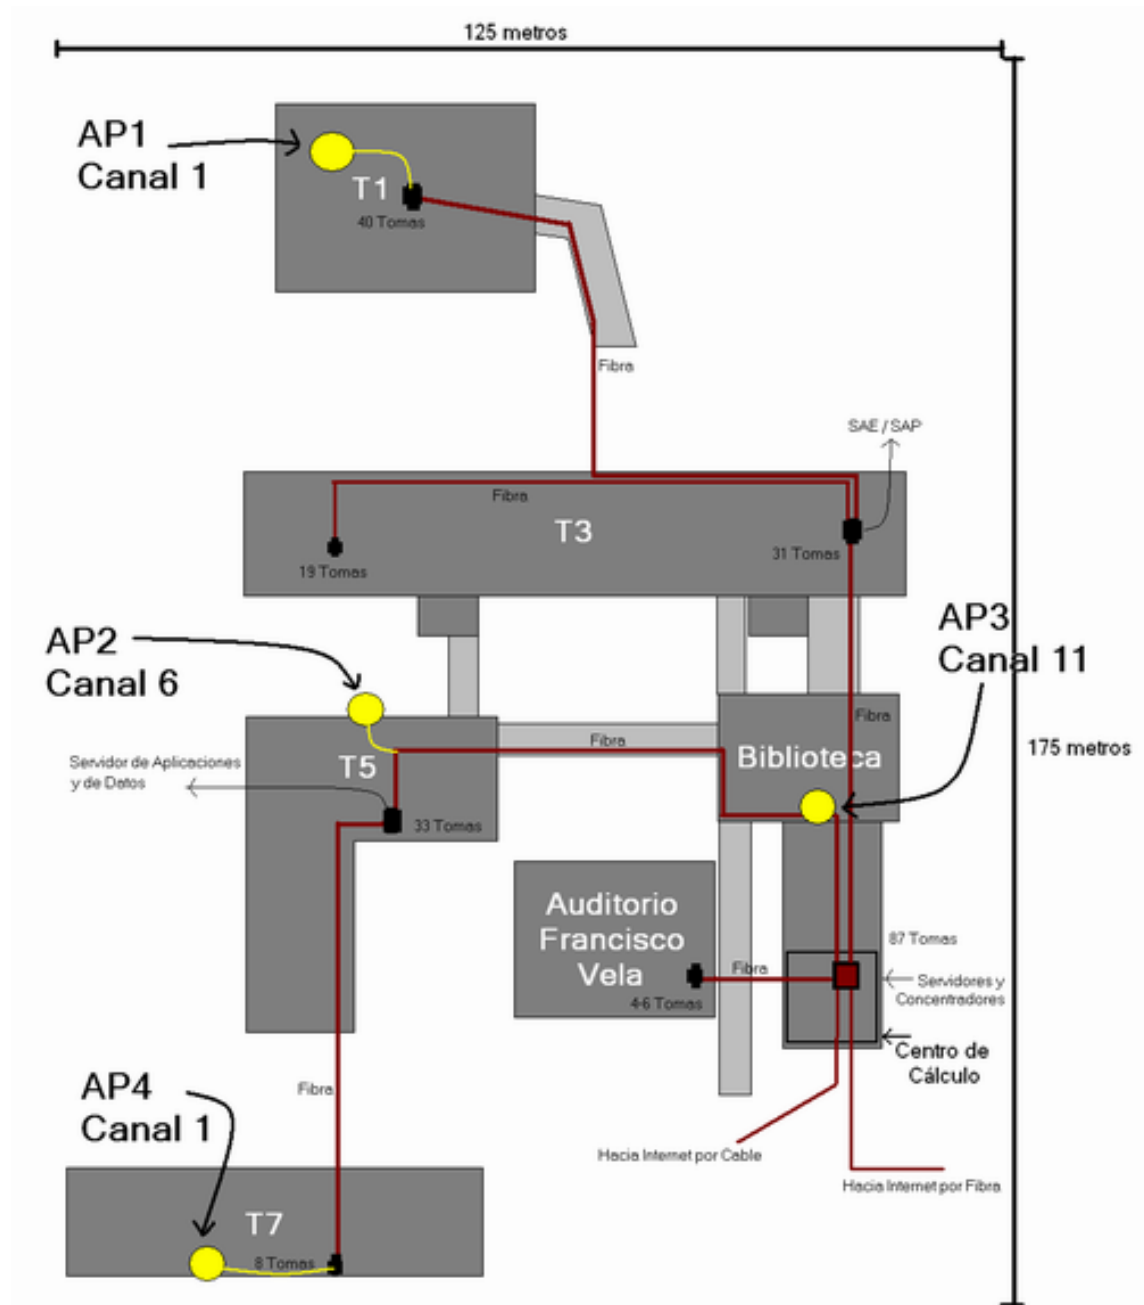 125 metros
AP1
Canal 1
T1
40 Tomas
Fibra
SAE / SAP
Fibra
T3
19 Tomas
31 Tomas
AP2
Canal 6
AP3
Canal 11
Fibra
175 metros
Fibra
Biblioteca
Servidor de Aplicaciones
y de Datos
T5
33 Tomas
Auditorio
Francisco
Vela
4-6 Tomas
Fibra
87 Tomas
Servidores y
Concentradores
Centro de
Cálculo
Fibra
AP4
Canal 1
Hacia Internet por Cable
Hacia Internet por Fibra
T7
8 Tomas